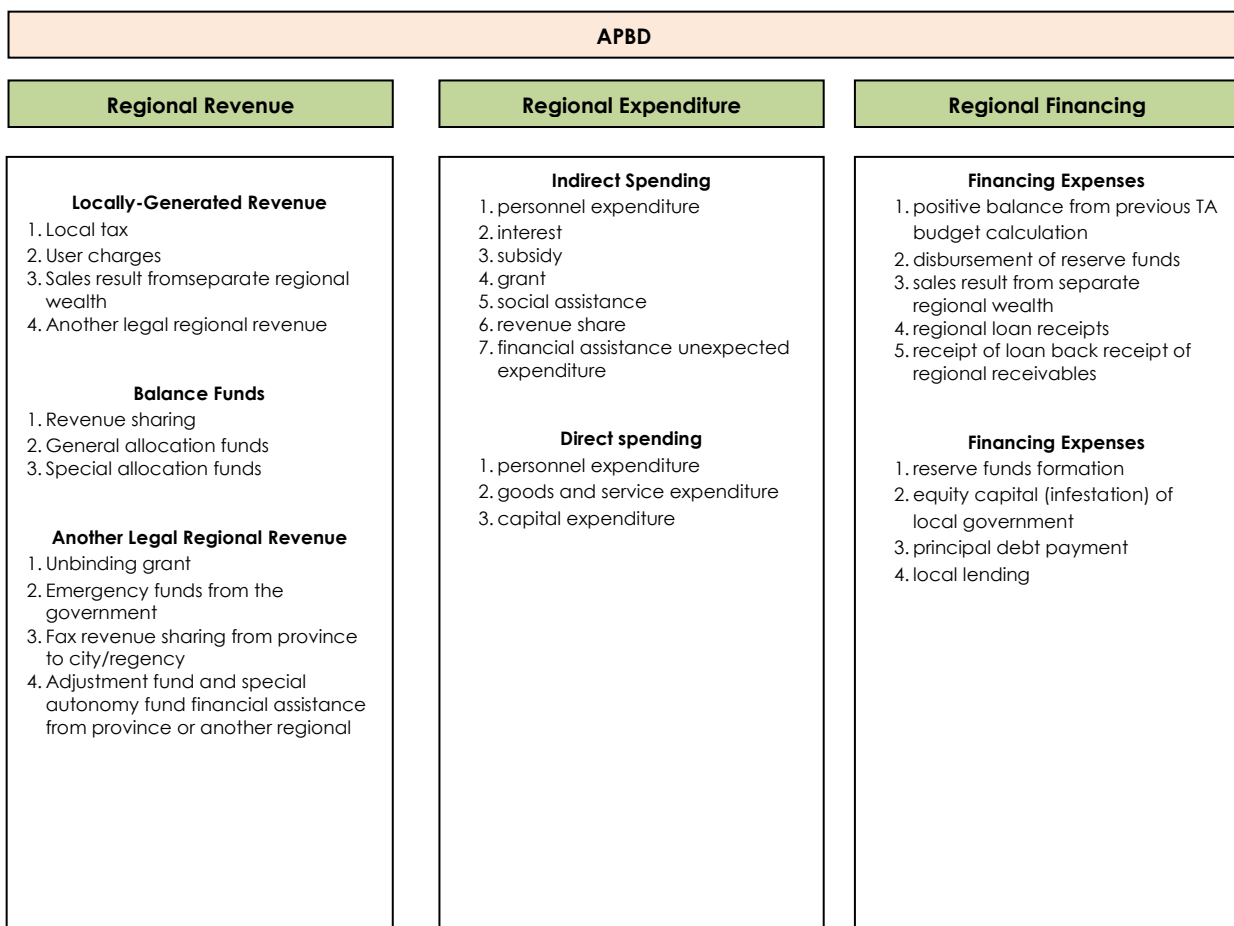 APBD
Regional Revenue
Locally-Generated Revenue
1. Local tax
2. User charges
3. Sales result fromseparate regional
wealth
4. Another legal regional revenue
Balance Funds
1. Revenue sharing
2. General allocation funds
3. Special allocation funds
Another Legal Regional Revenue
1. Unbinding grant
2. Emergency funds from the
government
3. Fax revenue sharing from province
to city/regency
4. Adjustment fund and special
autonomy fund financial assistance
from province or another regional
Regional Expenditure
Indirect Spending
1. personnel expenditure
2. interest
3. subsidy
4. grant
5. social assistance
6. revenue share
7. financial assistance unexpected
expenditure
Direct spending
1. personnel expenditure
2. goods and service expenditure
3. capital expenditure
Regional Financing
Financing Expenses
1. positive balance from previous TA
budget calculation
2. disbursement of reserve funds
3. sales result from separate
regional wealth
4. regional loan receipts
5. receipt of loan back receipt of
regional receivables
Financing Expenses
1. reserve funds formation
2. equity capital (infestation) of
local government
3. principal debt payment
4. local lending